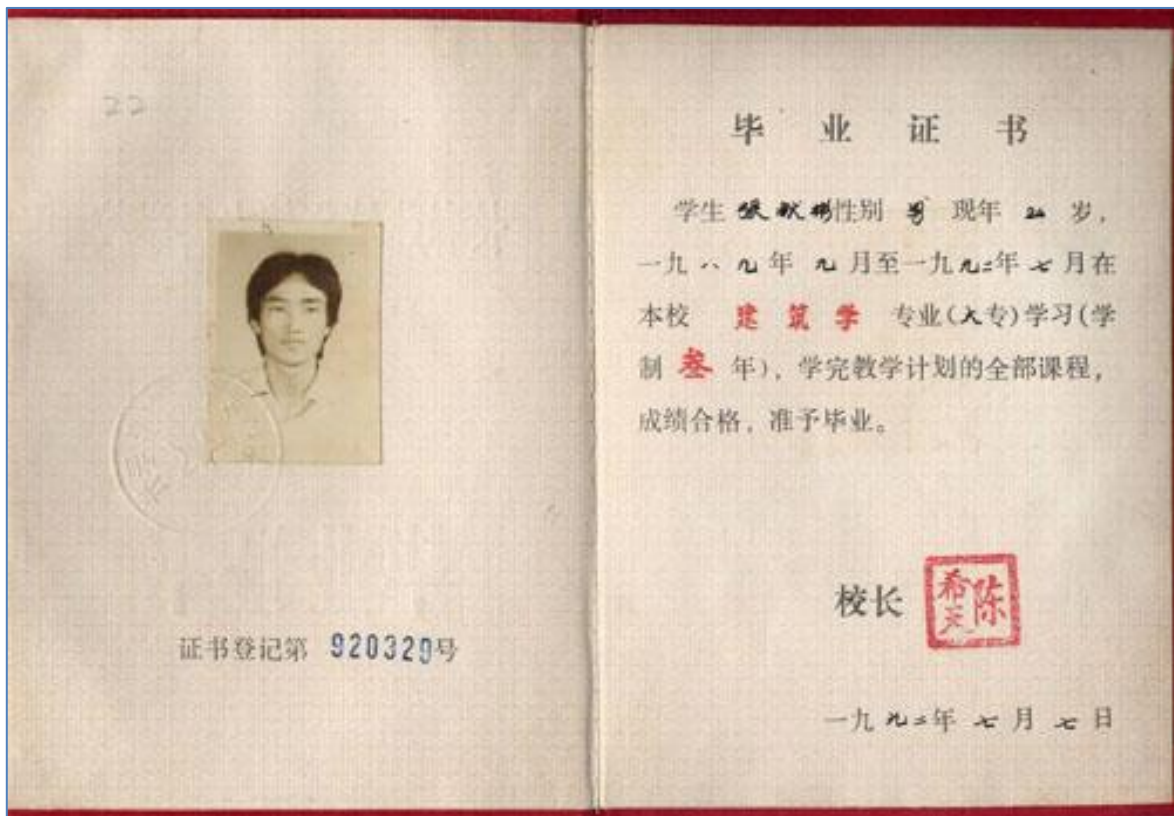 22
证书登记第 920329号
毕业证书
学生 张献彬性别 男 现年 20 岁，
一九八九年九月至一九九二年七月在
本校 建筑学 专业(大专)学习(学
制 叁 年)，学完教学计划的全部课程，
成绩合格，准予毕业。
校长 陈希天
一九九二年七月七日